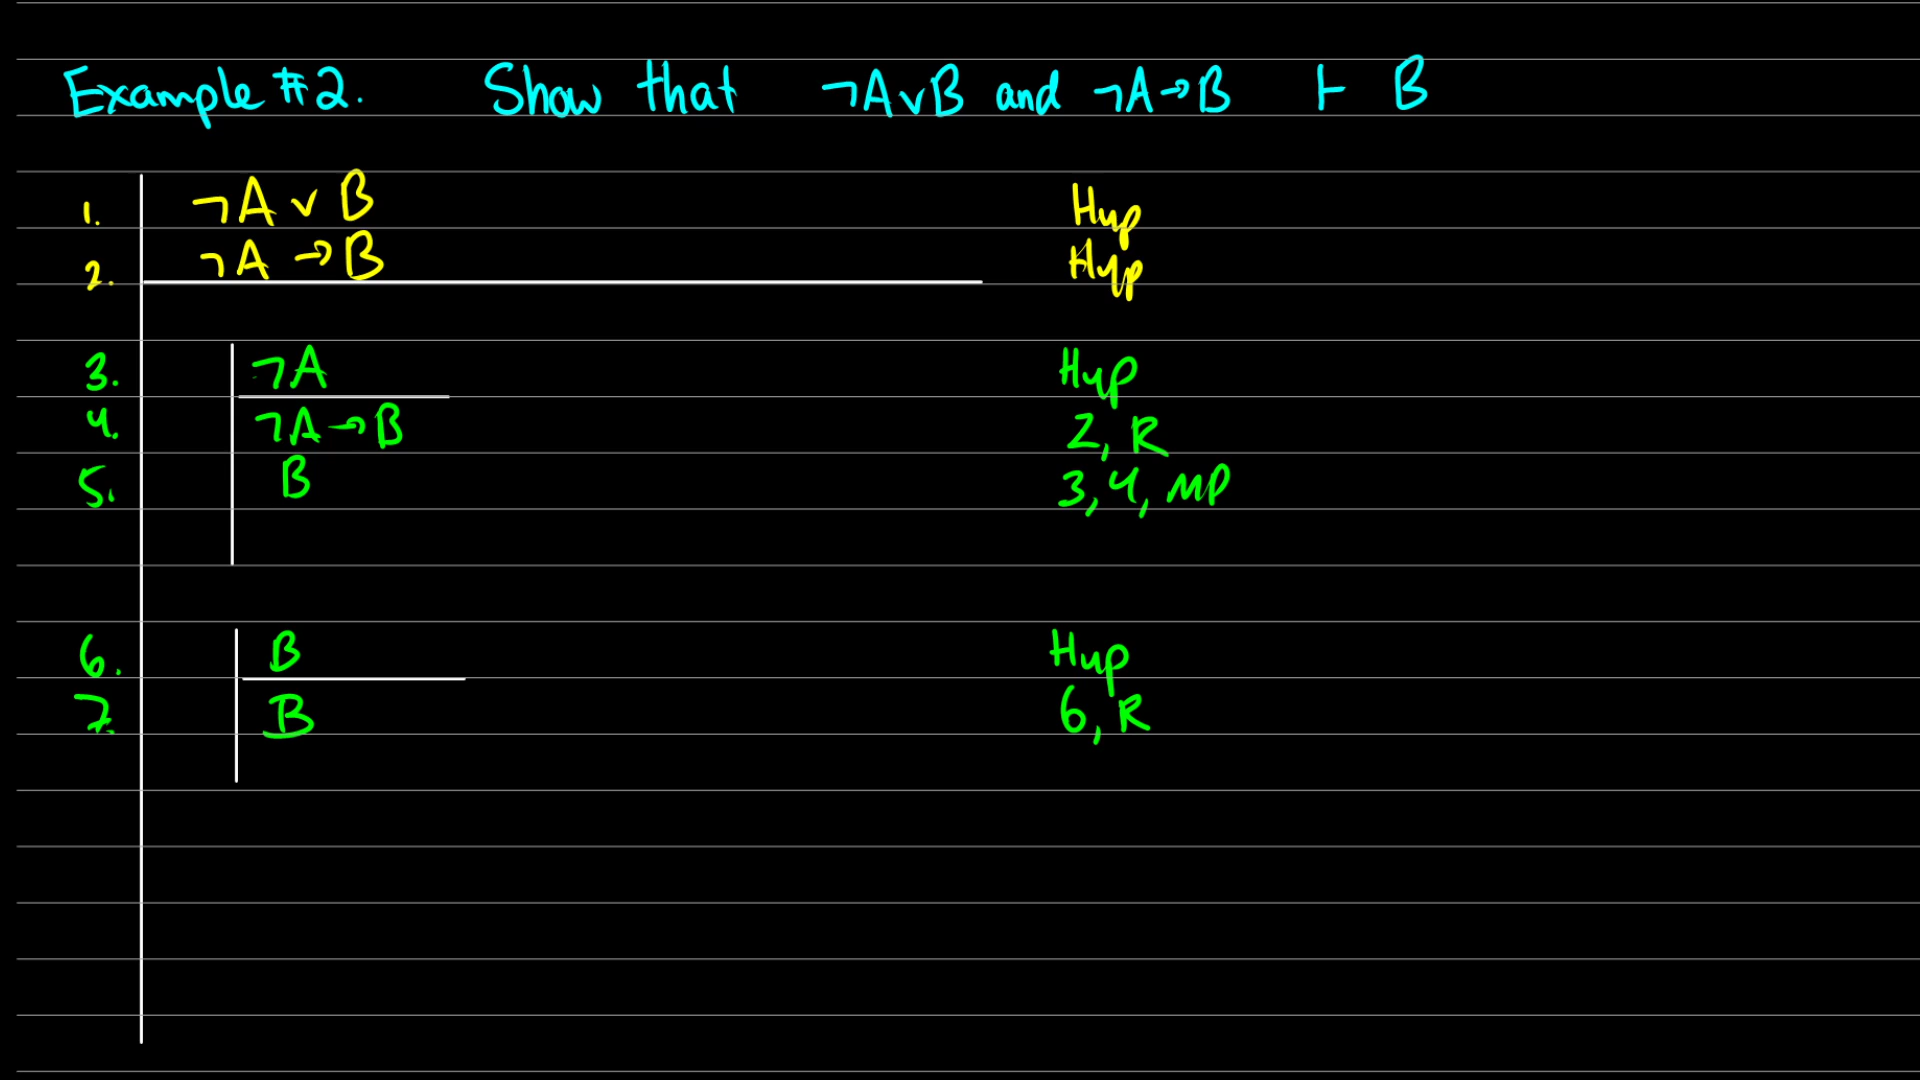 Example #2. Show that ¬A∨B and ¬A→B ⊢ B
1. ¬A ∨ B Hyp
2. ¬A → B Hyp
3. ¬A Hyp
4. ¬A→B 2, R
5. B 3, 4, MP
6. B Hyp
7. B 6, R